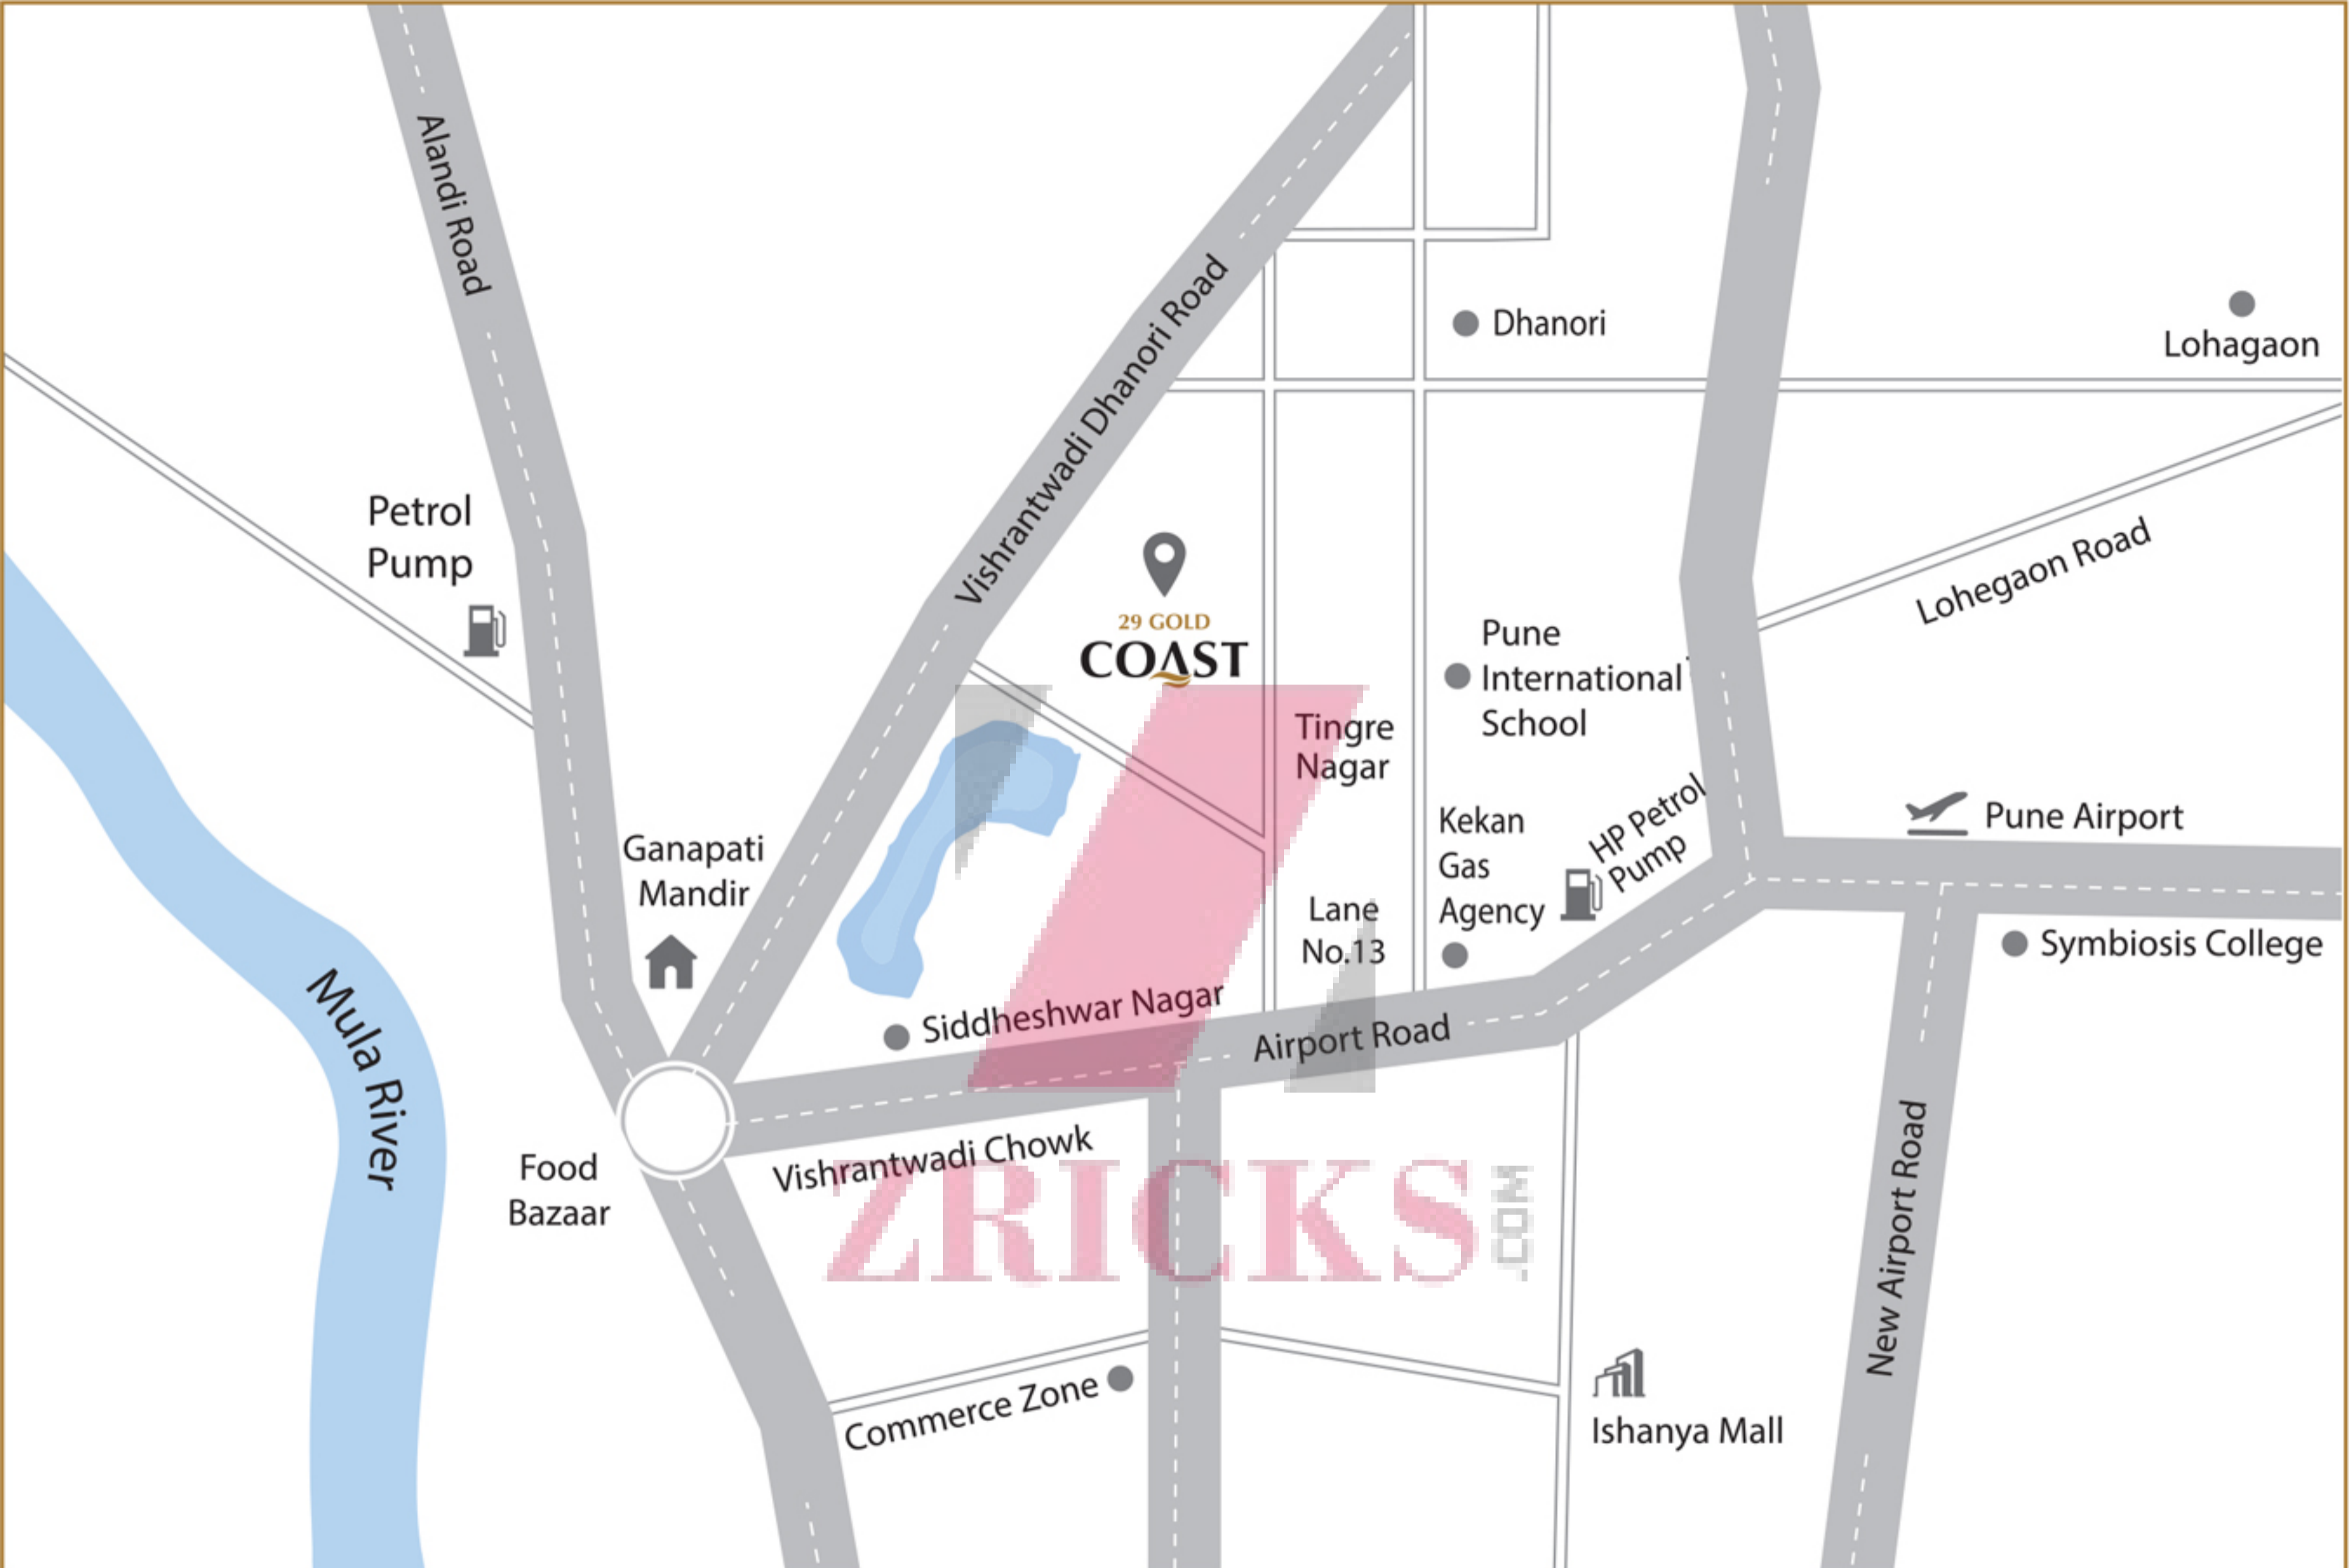 Alandi Road
Vishrantwadi Dhanori Road
Dhanori
Lohagaon
Petrol
Pump
Lohegaon Road
29 GOLD
COAST
Pune
International
School
Tingre
Nagar
Pune Airport
HP Petrol
Pump
Kekan
Gas
Agency
Ganapati
Mandir
Lane
No.13
Symbiosis College
Mula River
Siddheshwar Nagar
Airport Road
Vishrantwadi Chowk
Food
Bazaar
ZRICKS
.COM
New Airport Road
Commerce Zone
Ishanya Mall